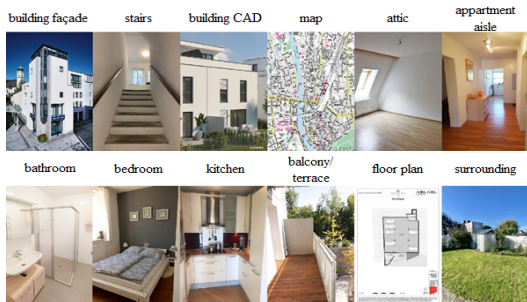 building façade stairs building CAD map attic appartment
aisle
bathroom bedroom kitchen balcony/
terrace floor plan surrounding